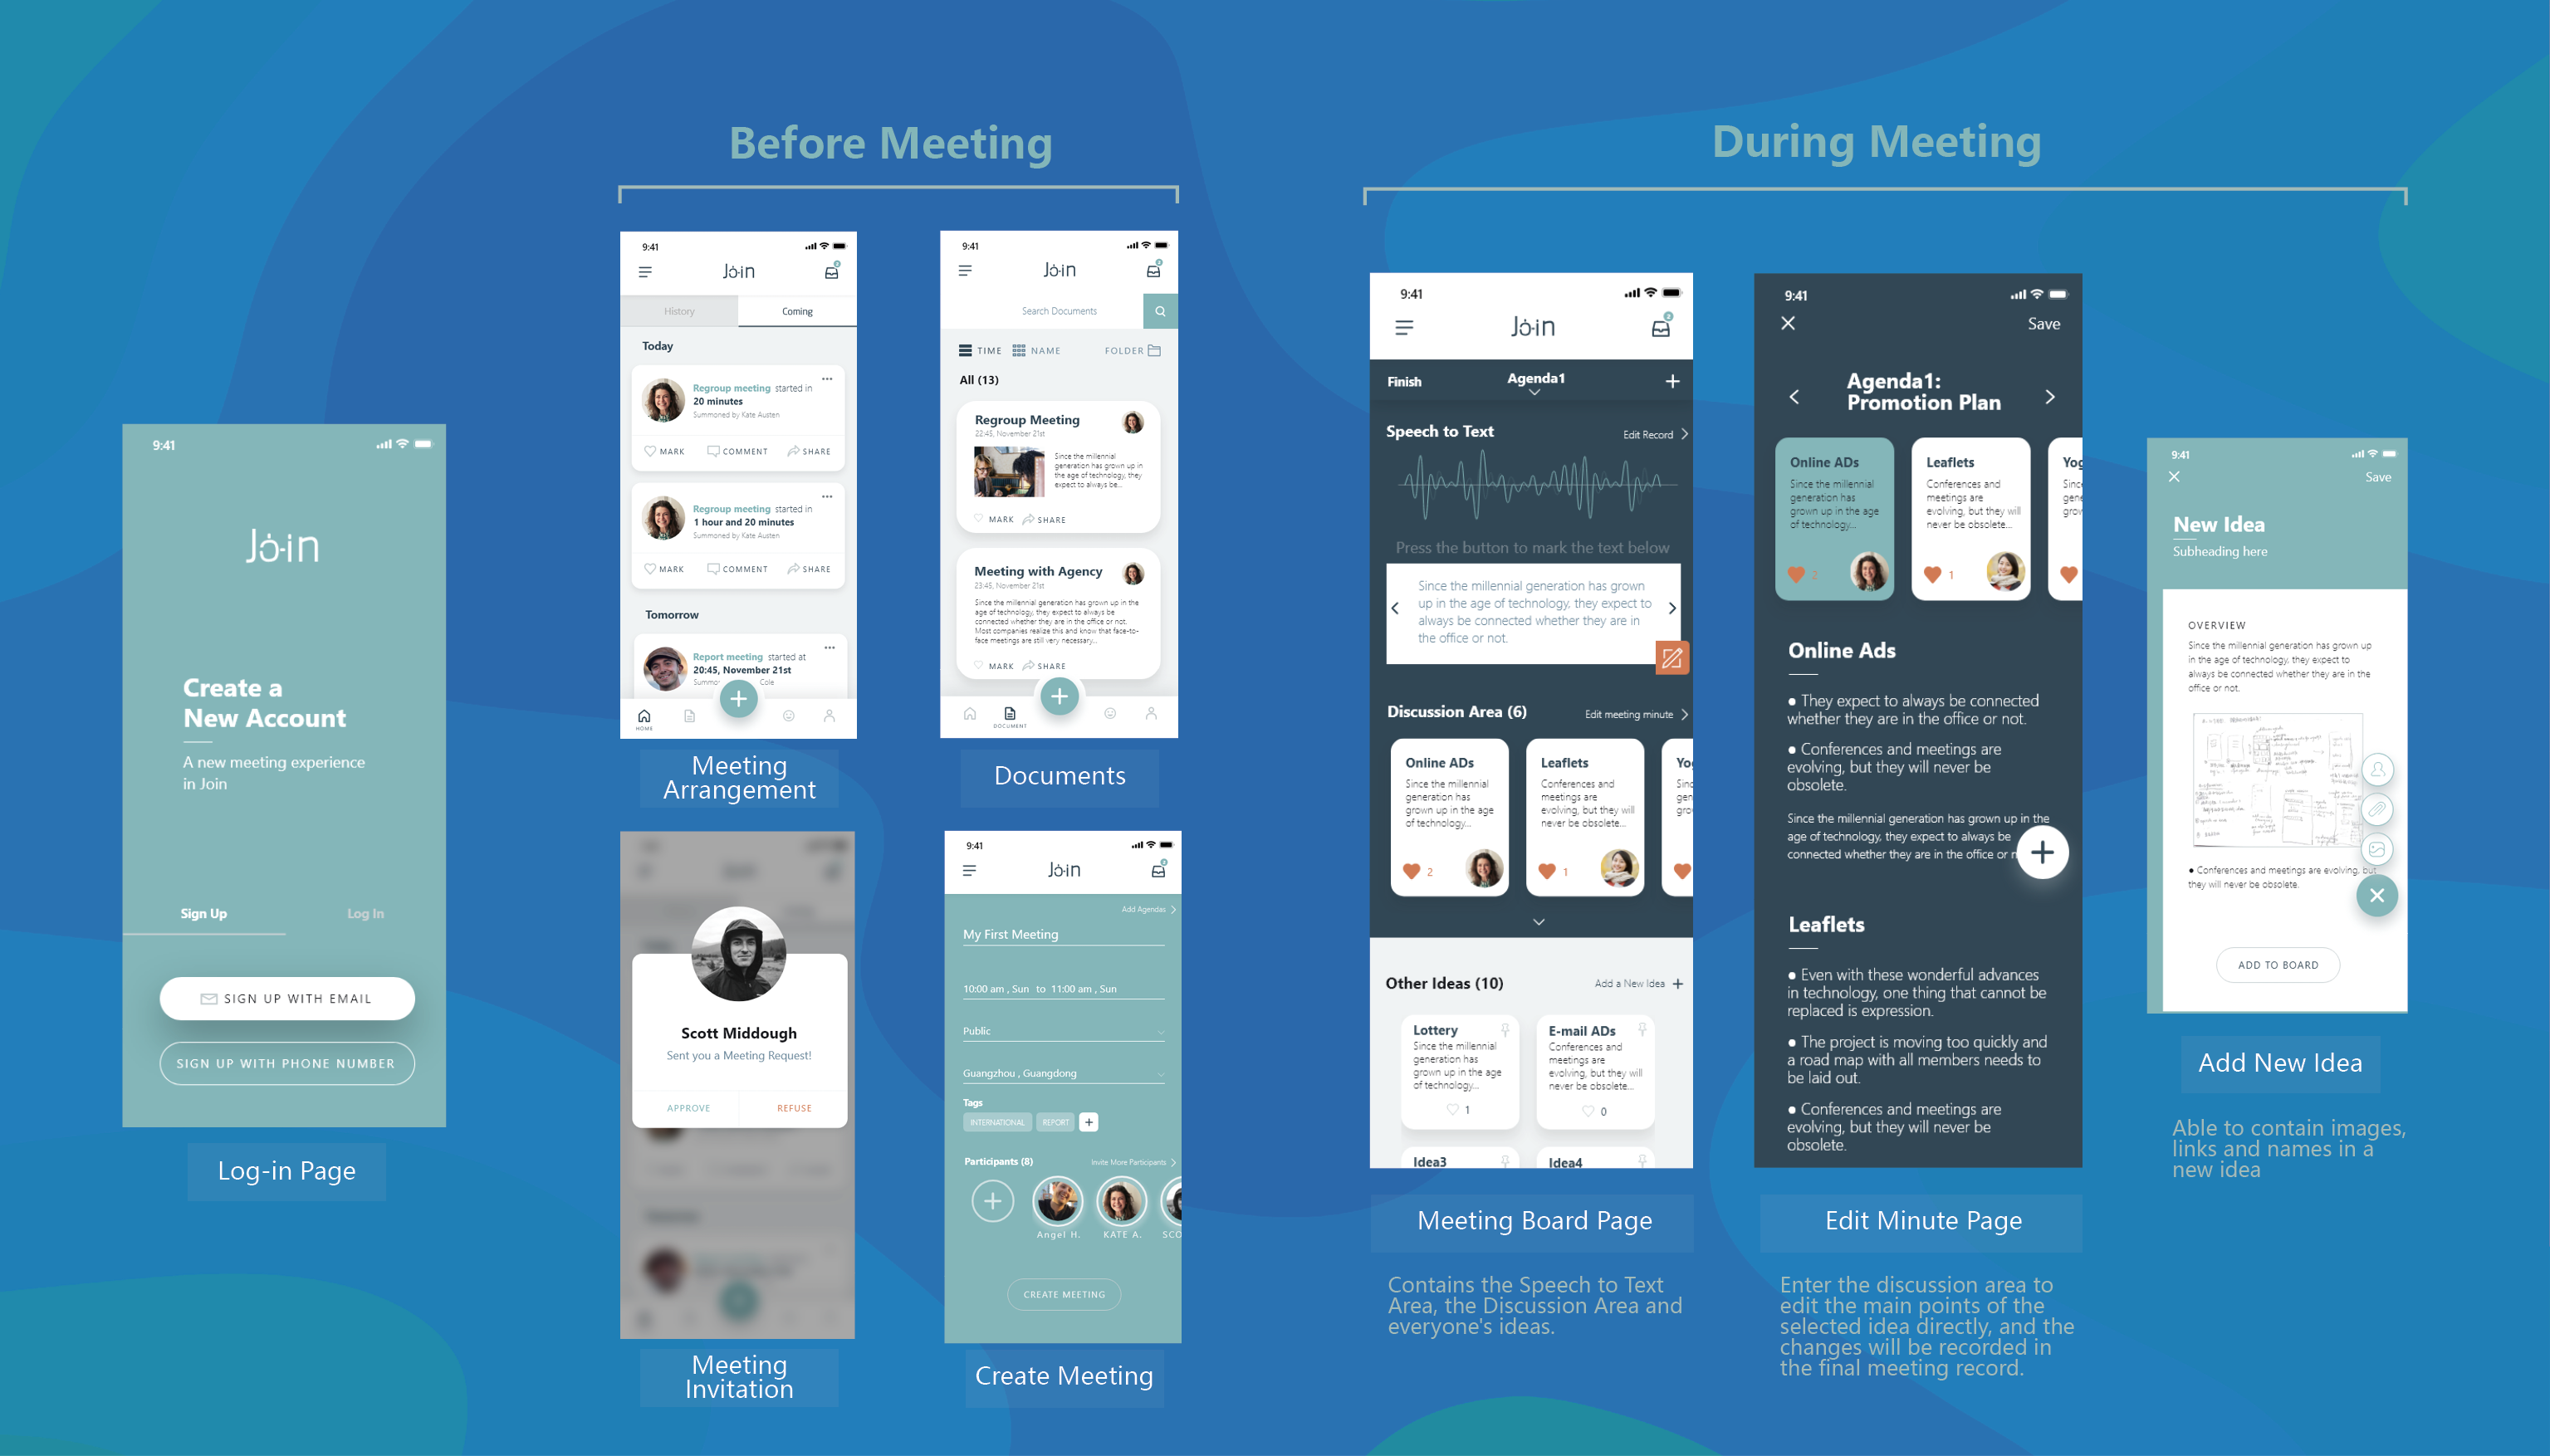 Before Meeting
During Meeting
9:41
Jo·in
Create a
New Account
A new meeting experience
in Join
Sign Up
Log In
SIGN UP WITH EMAIL
SIGN UP WITH PHONE NUMBER
Log-in Page
9:41
Jo·in
2
History
Coming
Today
Regroup meeting started in
20 minutes
Summoned by Kate Austen
MARK
COMMENT
SHARE
Regroup meeting started in
1 hour and 20 minutes
Summoned by Kate Austen
MARK
COMMENT
SHARE
Tomorrow
Report meeting started at
20:45, November 21st
Cole
HOME
Meeting
Arrangement
9:41
Jo·in
2
Search Documents
TIME
NAME
FOLDER
All (13)
Regroup Meeting
22:45, November 21st
Since the millennial
generation has grown up in
the age of technology, they
expect to always be...
MARK
SHARE
Meeting with Agency
23:45, November 21st
Since the millennial generation has grown up in the
age of technology, they expect to always be
connected whether they are in the office or not.
Most companies realize this and know that face-to-
face meetings are still very necessary...
MARK
SHARE
DOCUMENT
Documents
Scott Middough
Sent you a Meeting Request!
APPROVE
REFUSE
Meeting
Invitation
9:41
Jo·in
2
Add Agendas
My First Meeting
10:00 am , Sun to 11:00 am , Sun
Public
Guangzhou , Guangdong
Tags
INTERNATIONAL
REPORT
Participants (8)
Invite More Participants
Angel H.
KATE A.
SCO
CREATE MEETING
Create Meeting
9:41
Jo·in
2
Finish
Agenda1
Speech to Text
Edit Record
Press the button to mark the text below
Since the millennial generation has grown
up in the age of technology, they expect to
always be connected whether they are in
the office or not.
Discussion Area (6)
Edit meeting minute
Online ADs
Since the millennial
generation has
grown up in the age
of technology...
2
Leaflets
Conferences and
meetings are
evolving, but they will
never be obsolete...
1
Yo
Sinc
gen
gro
Other Ideas (10)
Add a New Idea
Lottery
Since the millennial
generation has
grown up in the age
of technology...
1
E-mail ADs
Conferences and
meetings are
evolving, but they will
never be obsolete...
0
Idea3
Idea4
Meeting Board Page
Contains the Speech to Text
Area, the Discussion Area and
everyone's ideas.
9:41
Save
Agenda1:
Promotion Plan
Online ADs
Since the millennial
generation has
grown up in the age
of technology...
2
Leaflets
Conferences and
meetings are
evolving, but they will
never be obsolete...
1
Yog
Sinc
gene
grow
Online Ads
● They expect to always be connected
whether they are in the office or not.
● Conferences and meetings are
evolving, but they will never be
obsolete.
Since the millennial generation has grown up in the
age of technology, they expect to always be
connected whether they are in the office or
Leaflets
● Even with these wonderful advances
in technology, one thing that cannot be
replaced is expression.
● The project is moving too quickly and
a road map with all members needs to
be laid out.
● Conferences and meetings are
evolving, but they will never be
obsolete.
Edit Minute Page
Enter the discussion area to
edit the main points of the
selected idea directly, and the
changes will be recorded in
the final meeting record.
9:41
Save
New Idea
Subheading here
OVERVIEW
Since the millennial generation has grown up
in the age of technology, they expect to
always be connected whether they are in the
office or not.
● Conferences and meetings are evolving, but
they will never be obsolete.
ADD TO BOARD
Add New Idea
Able to contain images,
links and names in a
new idea